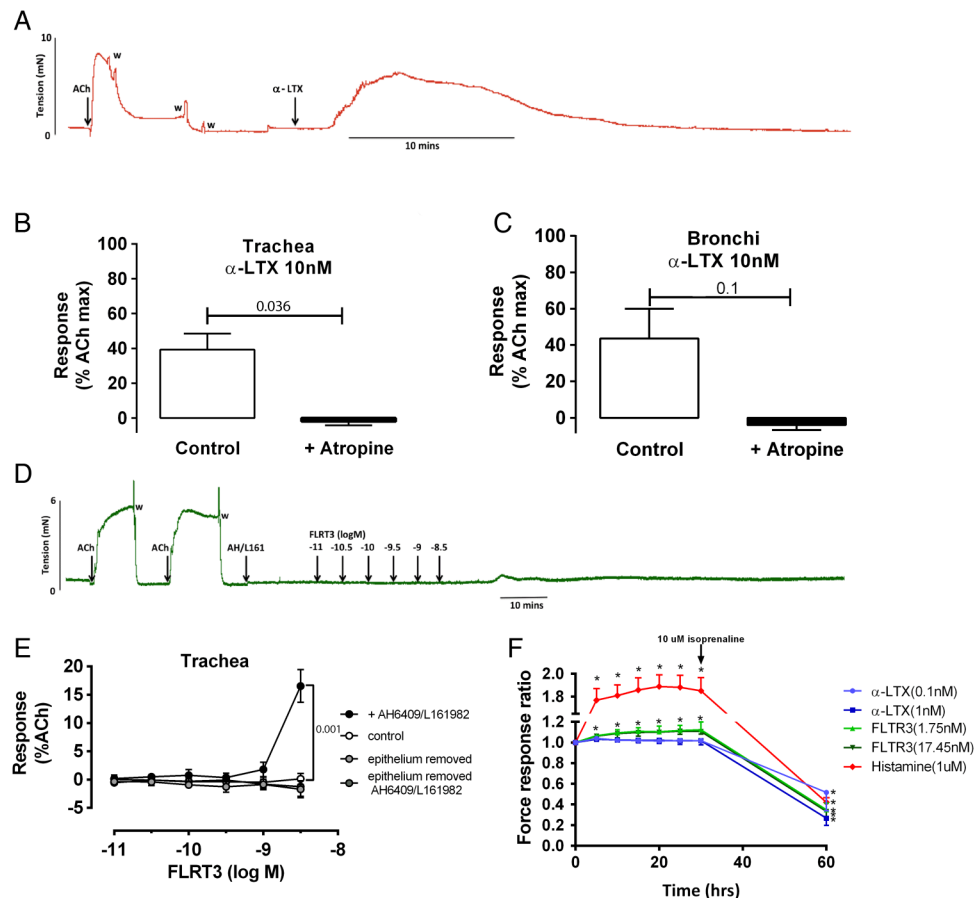 A
10
Tension (mN)
0
ACh
w
w
w
α- LTX
10 mins
B
Trachea
α-LTX 10nM
0.036
Response
(% ACh max)
100
80
60
40
20
0
Control
+ Atropine
C
Bronchi
α-LTX 10nM
0.1
Response
(% ACh max)
100
80
60
40
20
0
Control
+ Atropine
D
6
Tension (mN)
0
ACh
w
ACh
w
AH/L161
FLRT3 (logM)
-11 -10.5 -10 -9.5 -9 -8.5
10 mins
E
Trachea
Response
(%ACh)
20
15
10
5
0
-5
-11 -10 -9 -8
FLRT3 (log M)
0.001
+ AH6409/L161982
control
epithelium removed
epithelium removed
AH6409/L161982
F
10 uM isoprenaline
Force response ratio
1.8
1.2
1.0
0.8
0.6
0.4
0.2
0.0
* * * * * *
* * * * * *
*
*
*
*
*
0 20 40 60
Time (hrs)
α-LTX(0.1nM)
α-LTX(1nM)
FLTR3(1.75nM)
FLTR3(17.45nM)
Histamine(1uM)